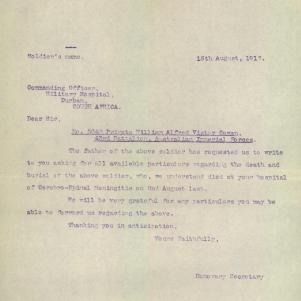 Soldier's name.
15th August, 1917.
Commanding Officer,
Military Hospital,
Durban,
SOUTH AFRICA.
Dear Sir,
Re. Private William Alfred Victor
42nd Battalion, Australian Imperial Forces.
The father of the above soldier has requested us to write
to you asking for all available particulars regarding the death and
burial of the above soldier, who, we understand died at your hospital
of Cerebro-Spinal Meningitis on 2nd August last.
We will be very grateful for any particulars you may be
able to forward us regarding the above.
Thanking you in anticipation.
Yours faithfully,
Honorary Secretary